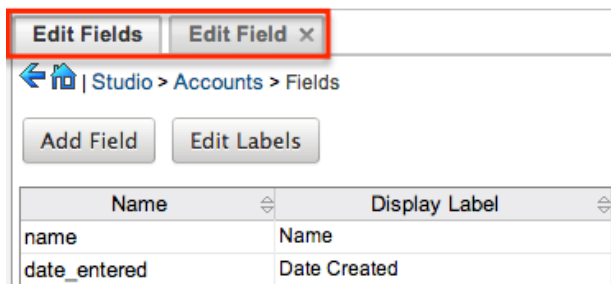 Edit Fields Edit Field ×
| Studio > Accounts > Fields
Add Field Edit Labels
Name Display Label
name Name
date_entered Date Created